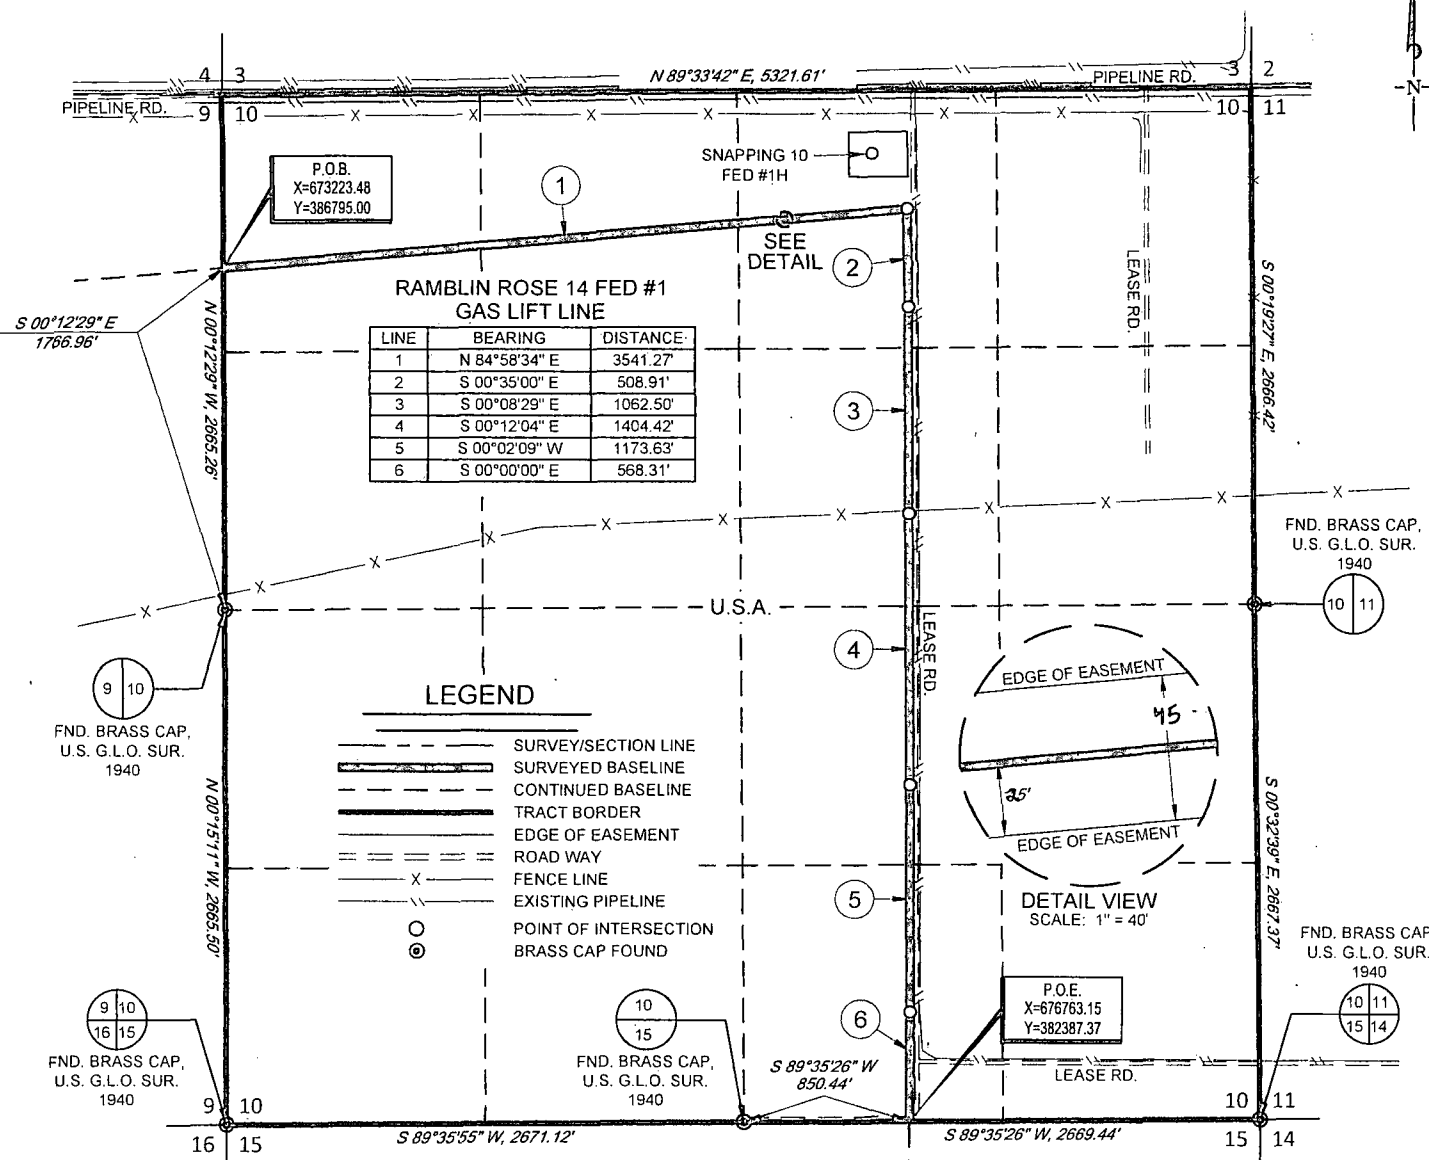 4 3
N 89°33'42" E, 5321.61'
PIPELINE RD.
3 2
PIPELINE RD.
9 10
10 11
-N-
P.O.B.
X=673223.48
Y=386795.00
SNAPPING 10
FED #1H
1
SEE
DETAIL
2
LEASE RD.
S 00°12'29" E
1766.96'
N 00°12'29" W, 2665.26'
S 00°19'27" E, 2666.42'
RAMBLIN ROSE 14 FED #1
GAS LIFT LINE
LINE BEARING DISTANCE
1 N 84°58'34" E 3541.27'
2 S 00°35'00" E 508.91'
3 S 00°08'29" E 1062.50'
4 S 00°12'04" E 1404.42'
5 S 00°02'09" W 1173.63'
6 S 00°00'00" E 568.31'
3
X X X X X X X X
FND. BRASS CAP,
U.S. G.L.O. SUR.
1940
10 11
U.S.A.
4
LEASE RD.
9 10
FND. BRASS CAP,
U.S. G.L.O. SUR.
1940
EDGE OF EASEMENT
45
25'
EDGE OF EASEMENT
DETAIL VIEW
SCALE: 1" = 40'
LEGEND
SURVEY/SECTION LINE
SURVEYED BASELINE
CONTINUED BASELINE
TRACT BORDER
EDGE OF EASEMENT
ROAD WAY
X FENCE LINE
EXISTING PIPELINE
POINT OF INTERSECTION
BRASS CAP FOUND
N 00°15'11" W, 2665.50'
5
S 00°32'39" E, 2667.37'
FND. BRASS CAP
U.S. G.L.O. SUR.
1940
10 11
15 14
P.O.E.
X=676763.15
Y=382387.37
6
LEASE RD.
9 10
16 15
FND. BRASS CAP,
U.S. G.L.O. SUR.
1940
10
15
FND. BRASS CAP,
U.S. G.L.O. SUR.
1940
S 89°35'26" W
850.44'
9 10
16 15
S 89°35'55" W, 2671.12'
S 89°35'26" W, 2669.44'
10 11
15 14